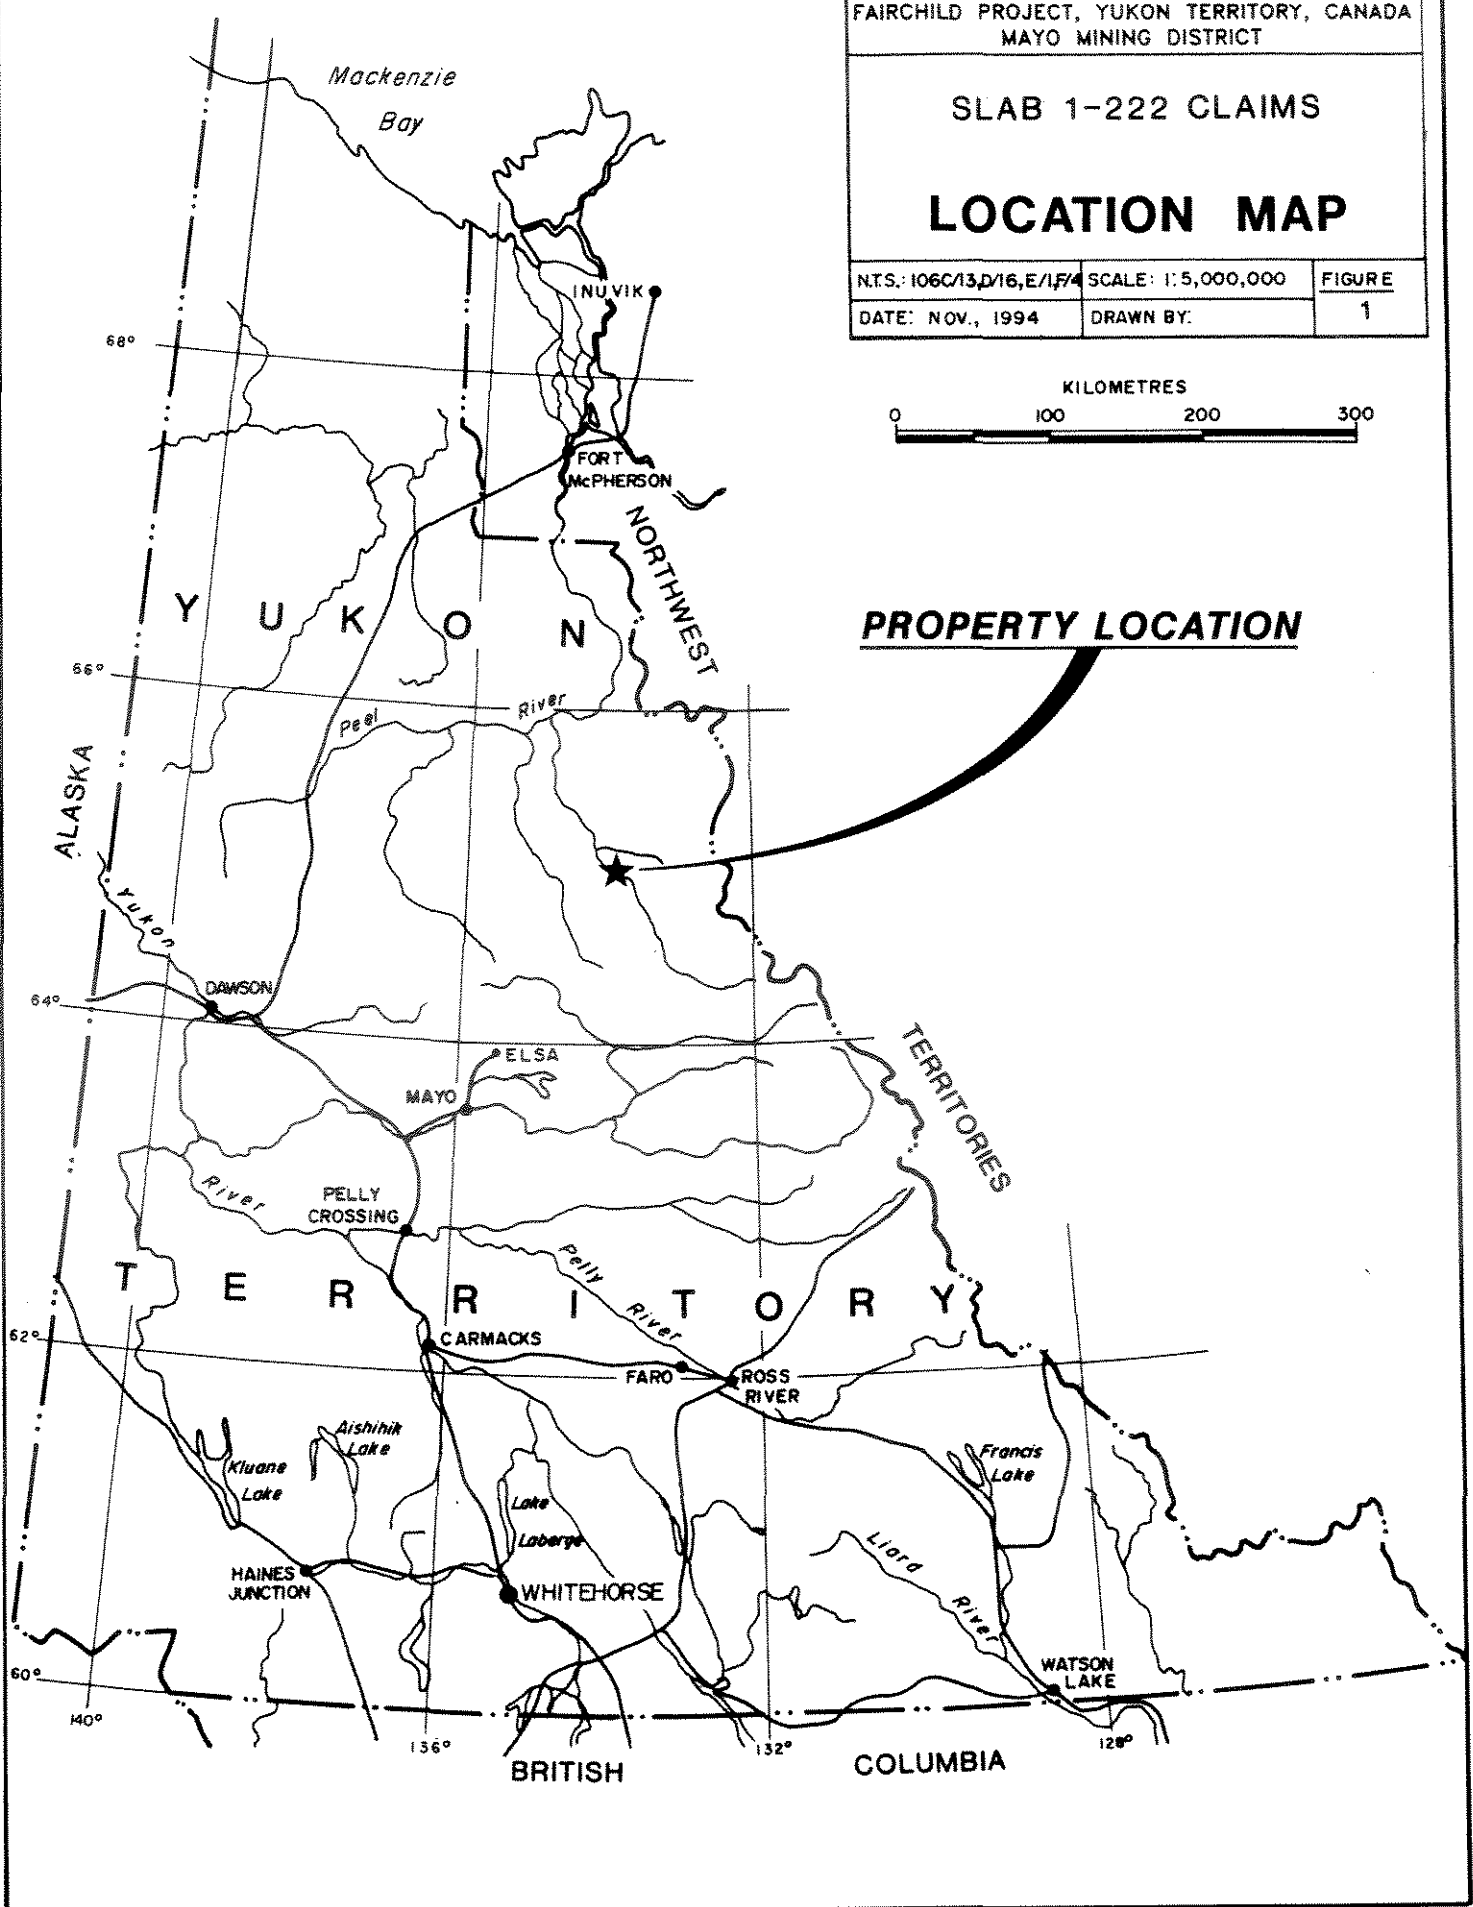 FAIRCHILD PROJECT, YUKON TERRITORY, CANADA
MAYO MINING DISTRICT
SLAB 1-222 CLAIMS
LOCATION MAP
N.T.S.: 106C/13,D/16,E/1,F/4
SCALE: 1:5,000,000
FIGURE
1
DATE: NOV., 1994
DRAWN BY:
KILOMETRES
0 100 200 300
Mackenzie
Bay
INUVIK
68°
FORT
McPHERSON
NORTHWEST
YUKON
PROPERTY LOCATION
66°
Peel
River
ALASKA
Yukon
DAWSON
64°
ELSA
MAYO
TERRITORIES
River
PELLY
CROSSING
Pelly
River
TERRITORY
62°
CARMACKS
FARO
ROSS
RIVER
Aishihik
Lake
Kluane
Lake
Francis
Lake
Lake
Laberge
Liard
River
HAINES
JUNCTION
WHITEHORSE
WATSON
LAKE
60°
140°
136°
132°
128°
BRITISH
COLUMBIA